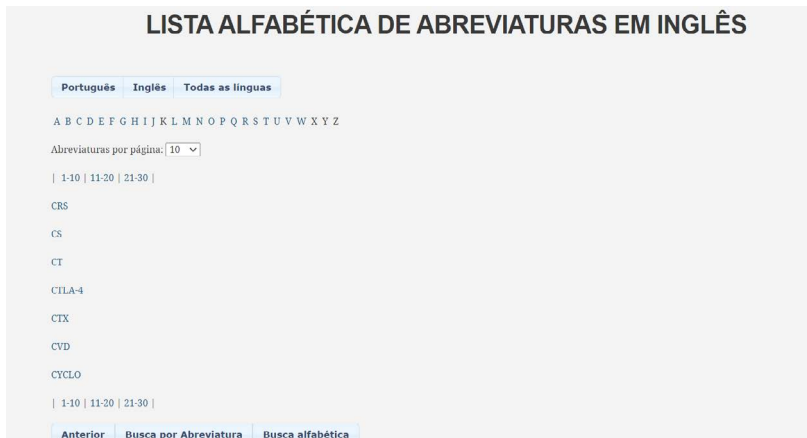 LISTA ALFABÉTICA DE ABREVIATURAS EM INGLÊS
Português Inglês Todas as línguas
A B C D E F G H I J K L M N O P Q R S T U V W X Y Z
Abreviaturas por página: 10
| 1-10 | 11-20 | 21-30 |
CRS
CS
CT
CTLA-4
CTX
CVD
CYCLO
| 1-10 | 11-20 | 21-30 |
Anterior Busca por Abreviatura Busca alfabética